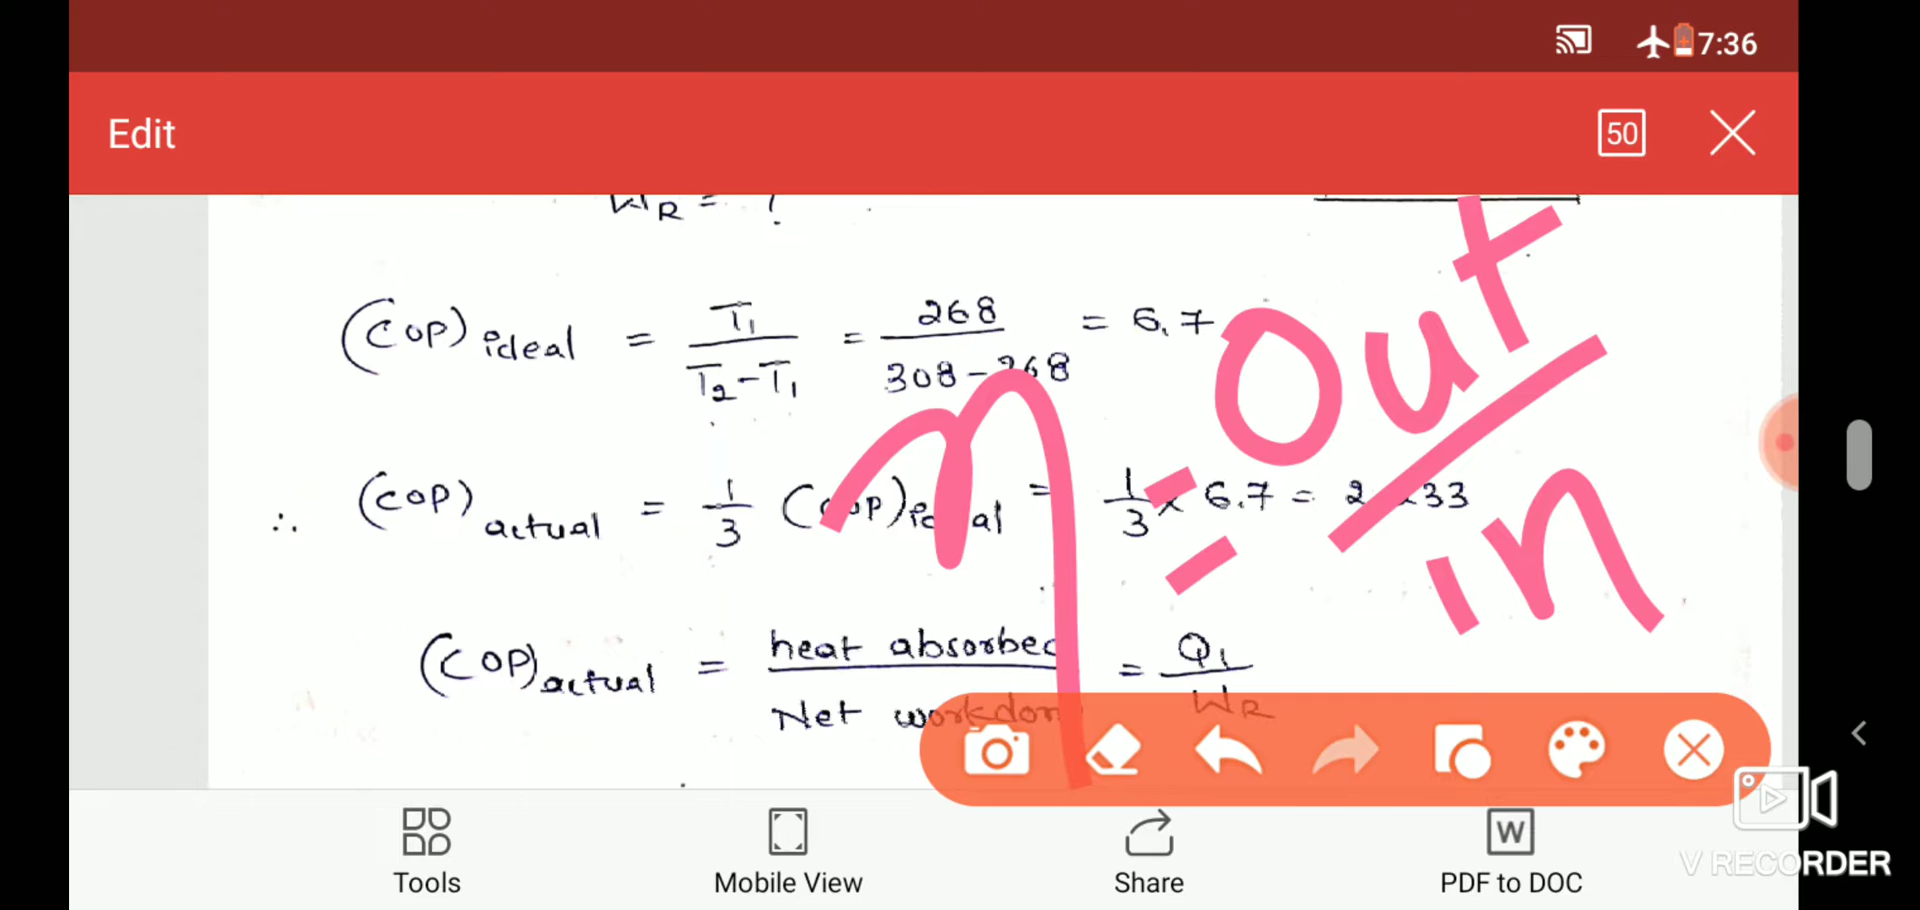 7:36
Edit
50
WR = ?
(COP) ideal = T1 / T2-T1 = 268 / 308-268 = 6.7
∴ (COP) actual = 1/3 (COP) ideal = 1/3 × 6.7 = 2.233
η = Out / in
(COP) actual = heat absorbed / Net workdone = Q1 / WR
Tools
Mobile View
Share
W
PDF to DOC
V RECORDER